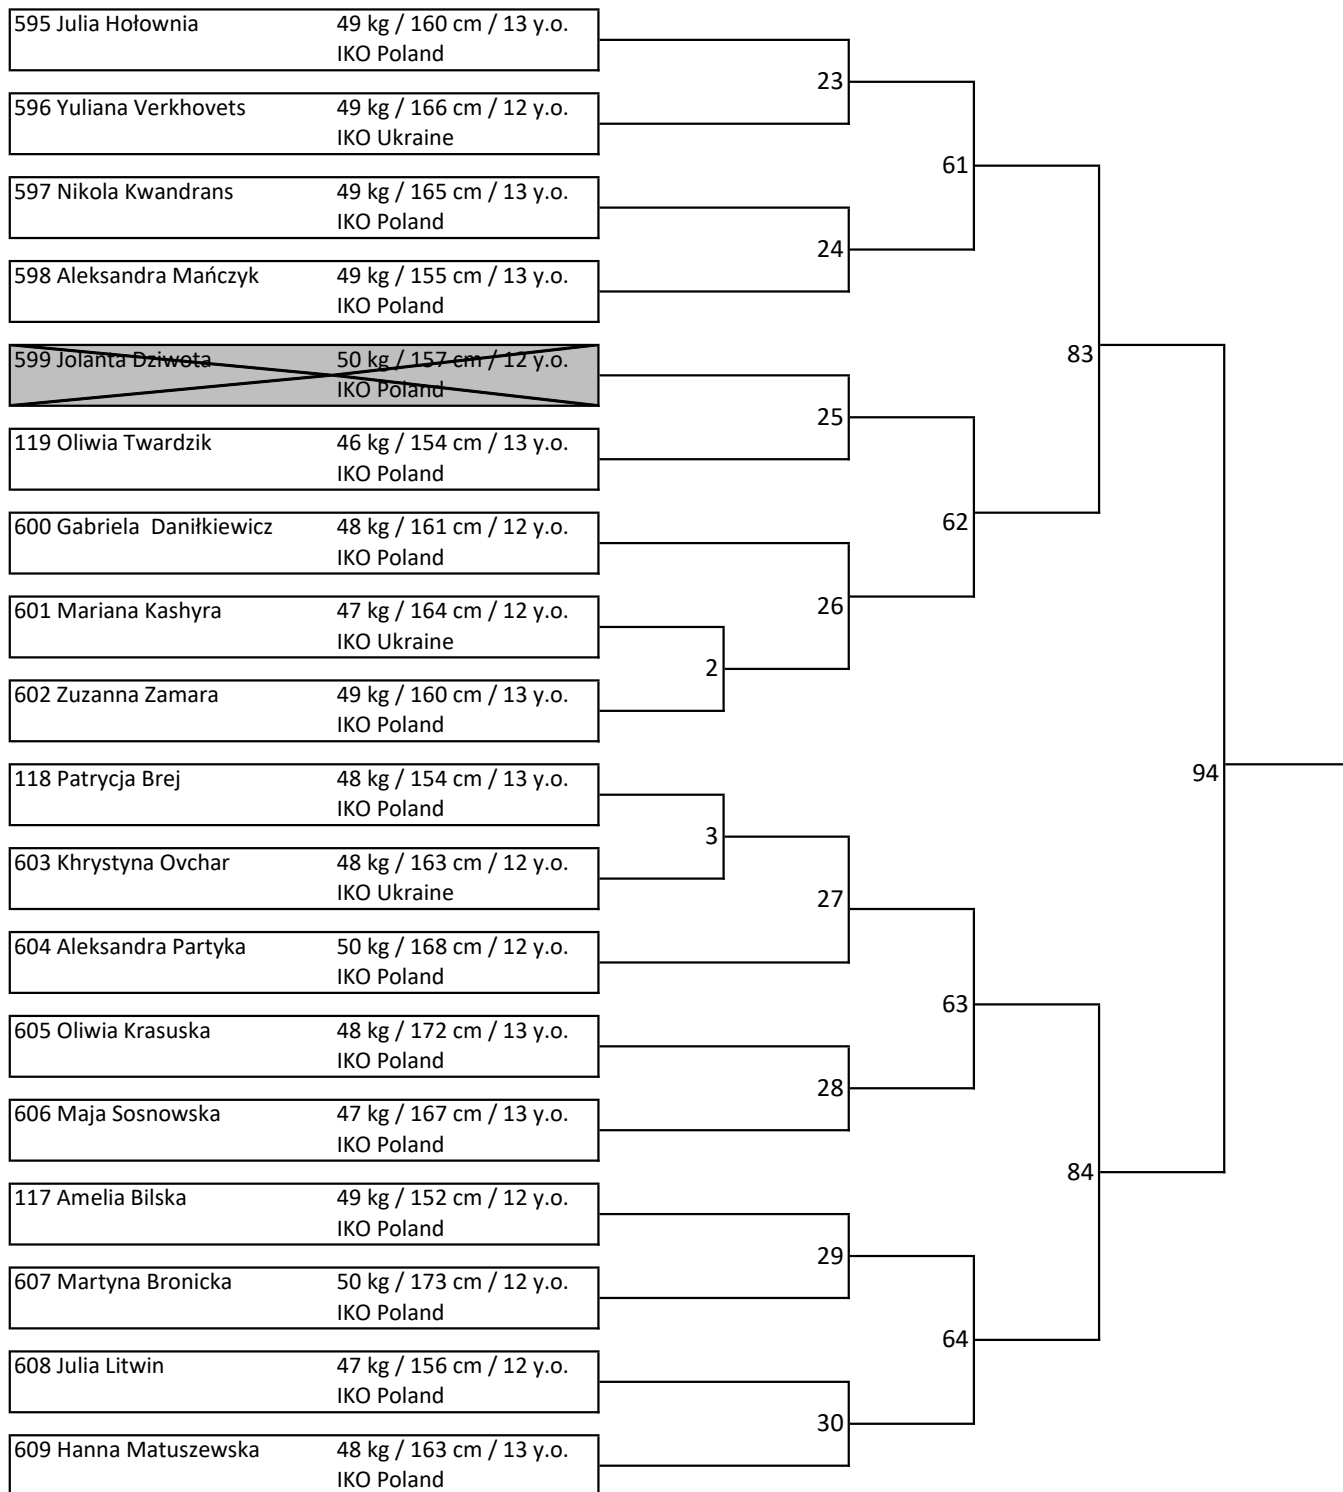 595 Julia Hołownia 49 kg / 160 cm / 13 y.o.
IKO Poland
23
596 Yuliana Verkhovets 49 kg / 166 cm / 12 y.o.
IKO Ukraine
61
597 Nikola Kwandrans 49 kg / 165 cm / 13 y.o.
IKO Poland
24
598 Aleksandra Mańczyk 49 kg / 155 cm / 13 y.o.
IKO Poland
83
599 Jolanta Dziwota 50 kg / 157 cm / 12 y.o.
IKO Poland
25
119 Oliwia Twardzik 46 kg / 154 cm / 13 y.o.
IKO Poland
62
600 Gabriela  Daniłkiewicz 48 kg / 161 cm / 12 y.o.
IKO Poland
26
601 Mariana Kashyra 47 kg / 164 cm / 12 y.o.
IKO Ukraine
2
602 Zuzanna Zamara 49 kg / 160 cm / 13 y.o.
IKO Poland
94
118 Patrycja Brej 48 kg / 154 cm / 13 y.o.
IKO Poland
3
603 Khrystyna Ovchar 48 kg / 163 cm / 12 y.o.
IKO Ukraine
27
604 Aleksandra Partyka 50 kg / 168 cm / 12 y.o.
IKO Poland
63
605 Oliwia Krasuska 48 kg / 172 cm / 13 y.o.
IKO Poland
28
606 Maja Sosnowska 47 kg / 167 cm / 13 y.o.
IKO Poland
84
117 Amelia Bilska 49 kg / 152 cm / 12 y.o.
IKO Poland
29
607 Martyna Bronicka 50 kg / 173 cm / 12 y.o.
IKO Poland
64
608 Julia Litwin 47 kg / 156 cm / 12 y.o.
IKO Poland
30
609 Hanna Matuszewska 48 kg / 163 cm / 13 y.o.
IKO Poland